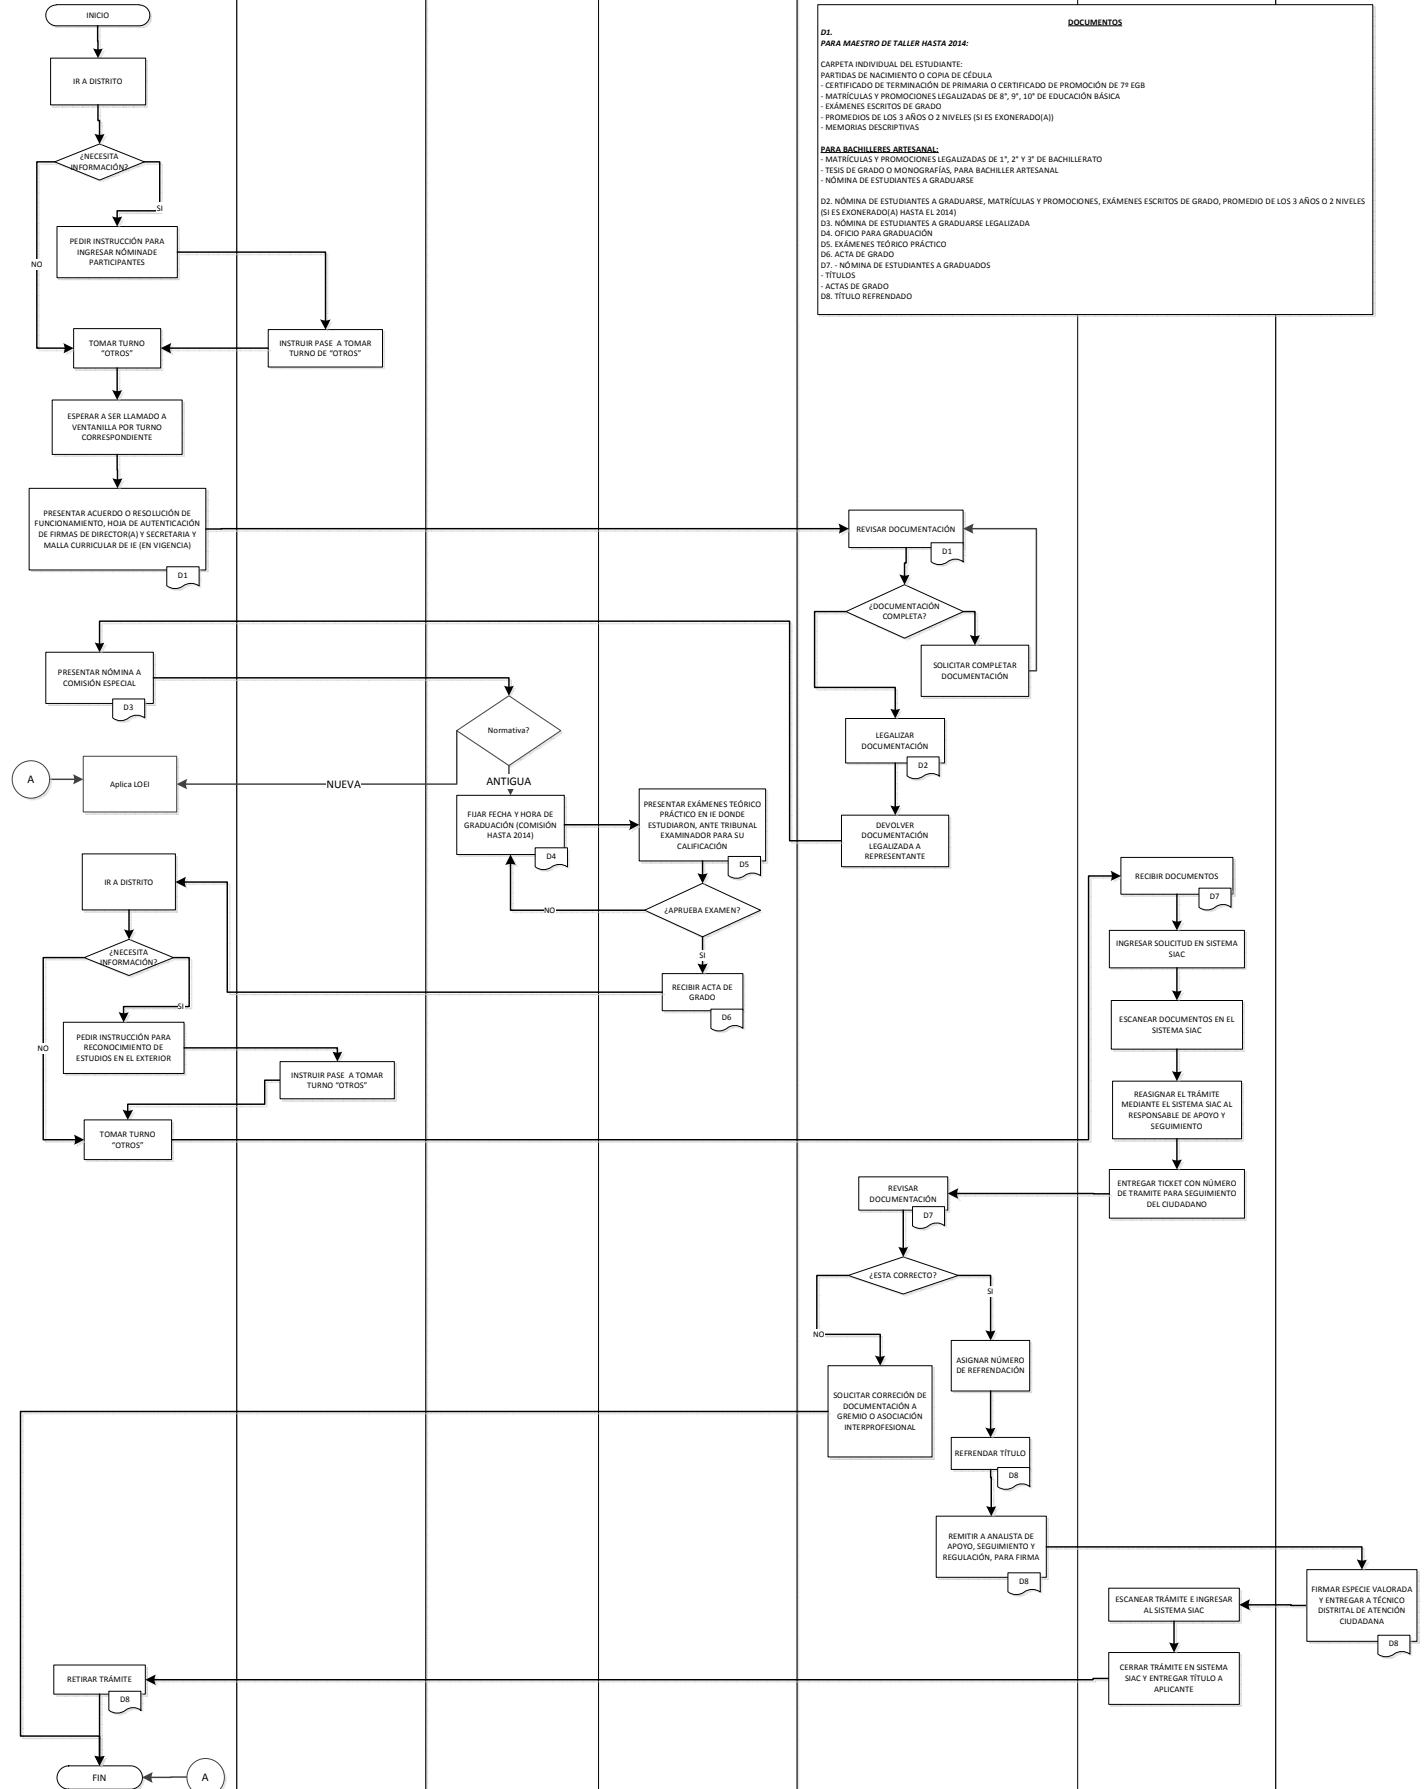 INICIO
IR A DISTRITO
¿NECESITA
INFORMACIÓN?
SI
NO
PEDIR INSTRUCCIÓN PARA
INGRESAR NÓMINADE
PARTICIPANTES
TOMAR TURNO
"OTROS"
INSTRUIR PASE A TOMAR
TURNO DE "OTROS"
ESPERAR A SER LLAMADO A
VENTANILLA POR TURNO
CORRESPONDIENTE
PRESENTAR ACUERDO O RESOLUCIÓN DE
FUNCIONAMIENTO, HOJA DE AUTENTICACIÓN
DE FIRMAS DE DIRECTOR(A) Y SECRETARIA Y
MALLA CURRICULAR DE IE (EN VIGENCIA)
D1
DOCUMENTOS
D1.
PARA MAESTRO DE TALLER HASTA 2014:
CARPETA INDIVIDUAL DEL ESTUDIANTE:
PARTIDAS DE NACIMIENTO O COPIA DE CÉDULA
- CERTIFICADO DE TERMINACIÓN DE PRIMARIA O CERTIFICADO DE PROMOCIÓN DE 7º EGB
- MATRÍCULAS Y PROMOCIONES LEGALIZADAS DE 8°, 9°, 10° DE EDUCACIÓN BÁSICA
- EXÁMENES ESCRITOS DE GRADO
- PROMEDIOS DE LOS 3 AÑOS O 2 NIVELES (SI ES EXONERADO(A))
- MEMORIAS DESCRIPTIVAS
PARA BACHILLERES ARTESANAL:
- MATRÍCULAS Y PROMOCIONES LEGALIZADAS DE 1°, 2° Y 3° DE BACHILLERATO
- TESIS DE GRADO O MONOGRAFÍAS, PARA BACHILLER ARTESANAL
- NÓMINA DE ESTUDIANTES A GRADUARSE
D2. NÓMINA DE ESTUDIANTES A GRADUARSE, MATRÍCULAS Y PROMOCIONES, EXÁMENES ESCRITOS DE GRADO, PROMEDIO DE LOS 3 AÑOS O 2 NIVELES
(SI ES EXONERADO(A) HASTA EL 2014)
D3. NÓMINA DE ESTUDIANTES A GRADUARSE LEGALIZADA
D4. OFICIO PARA GRADUACIÓN
D5. EXÁMENES TEÓRICO PRÁCTICO
D6. ACTA DE GRADO
D7. - NÓMINA DE ESTUDIANTES A GRADUADOS
- TÍTULOS
- ACTAS DE GRADO
D8. TÍTULO REFRENDADO
REVISAR DOCUMENTACIÓN
D1
¿DOCUMENTACIÓN
COMPLETA?
SOLICITAR COMPLETAR
DOCUMENTACIÓN
LEGALIZAR
DOCUMENTACIÓN
D2
DEVOLVER
DOCUMENTACIÓN
LEGALIZADA A
REPRESENTANTE
PRESENTAR NÓMINA A
COMISIÓN ESPECIAL
D3
Normativa?
NUEVA
ANTIGUA
A
Aplica LOEI
FIJAR FECHA Y HORA DE
GRADUACIÓN (COMISIÓN
HASTA 2014)
D4
PRESENTAR EXÁMENES TEÓRICO
PRÁCTICO EN IE DONDE
ESTUDIARON, ANTE TRIBUNAL
EXAMINADOR PARA SU
CALIFICACIÓN
D5
¿APRUEBA EXAMEN?
NO
SI
RECIBIR ACTA DE
GRADO
D6
IR A DISTRITO
¿NECESITA
INFORMACIÓN?
SI
NO
PEDIR INSTRUCCIÓN PARA
RECONOCIMIENTO DE
ESTUDIOS EN EL EXTERIOR
INSTRUIR PASE A TOMAR
TURNO "OTROS"
TOMAR TURNO
"OTROS"
RECIBIR DOCUMENTOS
D7
INGRESAR SOLICITUD EN SISTEMA
SIAC
ESCANEAR DOCUMENTOS EN EL
SISTEMA SIAC
REASIGNAR EL TRÁMITE
MEDIANTE EL SISTEMA SIAC AL
RESPONSABLE DE APOYO Y
SEGUIMIENTO
ENTREGAR TICKET CON NÚMERO
DE TRAMITE PARA SEGUIMIENTO
DEL CIUDADANO
REVISAR
DOCUMENTACIÓN
D7
¿ESTA CORRECTO?
SI
NO
ASIGNAR NÚMERO
DE REFRENDACIÓN
SOLICITAR CORRECIÓN DE
DOCUMENTACIÓN A
GREMIO O ASOCIACIÓN
INTERPROFESIONAL
REFRENDAR TÍTULO
D8
REMITIR A ANALISTA DE
APOYO, SEGUIMIENTO Y
REGULACIÓN, PARA FIRMA
D8
FIRMAR ESPECIE VALORADA
Y ENTREGAR A TÉCNICO
DISTRITAL DE ATENCIÓN
CIUDADANA
D8
ESCANEAR TRÁMITE E INGRESAR
AL SISTEMA SIAC
CERRAR TRÁMITE EN SISTEMA
SIAC Y ENTREGAR TÍTULO A
APLICANTE
RETIRAR TRÁMITE
D8
FIN
A